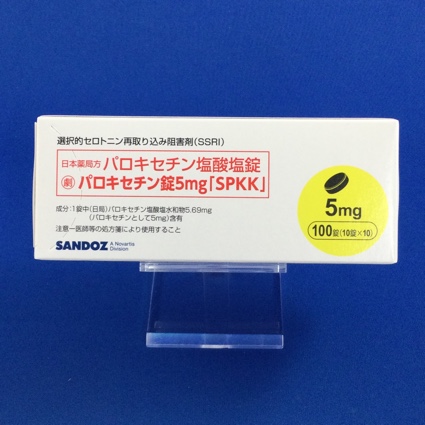 選択的セロトニン再取り込み阻害剤(SSRI)
日本薬局方 パロキセチン塩酸塩錠
劇 パロキセチン錠5mg「SPKK」
成分:1錠中(日局)パロキセチン塩酸塩水和物5.69mg
(パロキセチンとして5mg)含有
注意-医師等の処方箋により使用すること
SANDOZ A Novartis
Division
5mg
100錠(10錠×10)